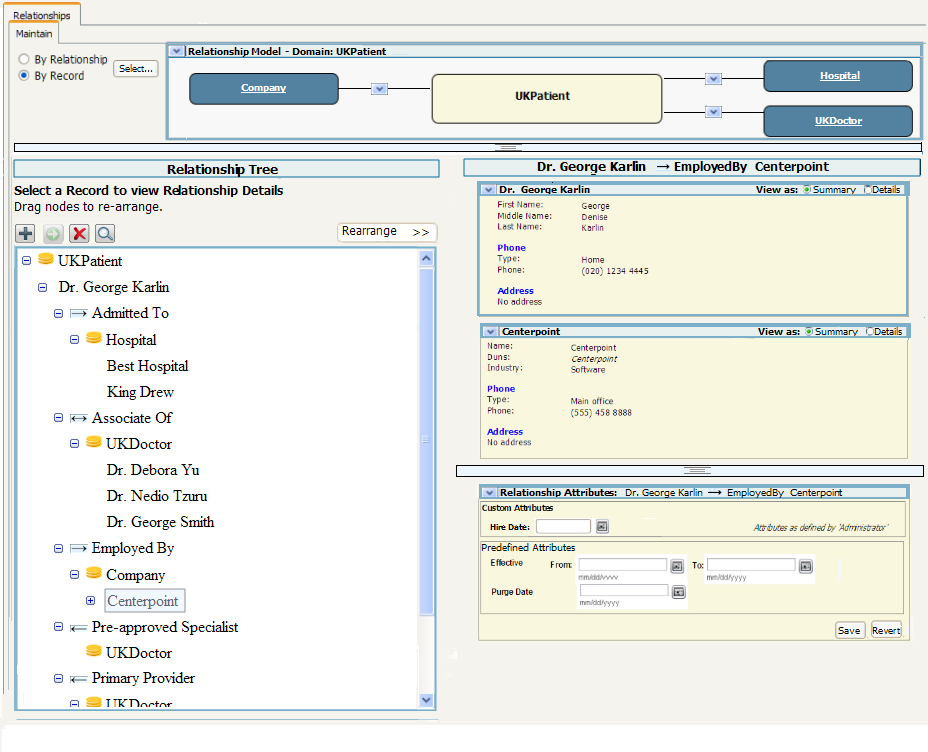 Relationships
Maintain
By Relationship
By Record
Select...
Relationship Model - Domain: UKPatient
Company
UKPatient
Hospital
UKDoctor
Relationship Tree
Select a Record to view Relationship Details
Drag nodes to re-arrange.
Rearrange >>
UKPatient
Dr. George Karlin
Admitted To
Hospital
Best Hospital
King Drew
Associate Of
UKDoctor
Dr. Debora Yu
Dr. Nedio Tzuru
Dr. George Smith
Employed By
Company
Centerpoint
Pre-approved Specialist
UKDoctor
Primary Provider
UKDoctor
Dr. George Karlin → EmployedBy Centerpoint
Dr. George Karlin View as: Summary Details
First Name: George
Middle Name: Denise
Last Name: Karlin
Phone
Type: Home
Phone: (020) 1234 4445
Address
No address
Centerpoint View as: Summary Details
Name: Centerpoint
Duns: Centerpoint
Industry: Software
Phone
Type: Main office
Phone: (555) 458 8888
Address
No address
Relationship Attributes: Dr. George Karlin → EmployedBy Centerpoint
Custom Attributes
Hire Date: Attributes as defined by 'Administrator'
Predefined Attributes
Effective From: To:
mm/dd/yyyy mm/dd/yyyy
Purge Date
mm/dd/yyyy
Save Revert